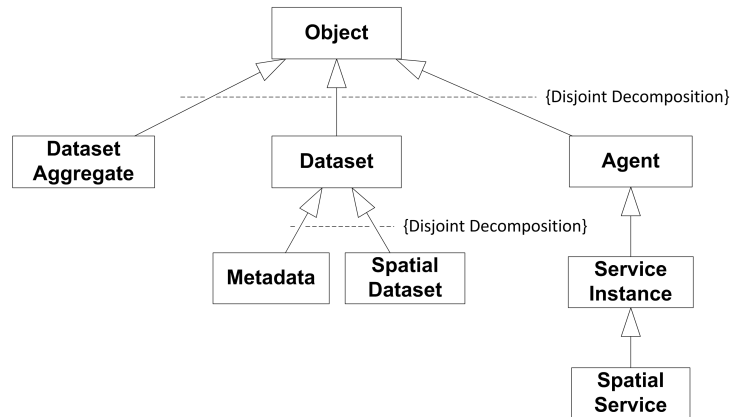 Object
{Disjoint Decomposition}
Dataset
Aggregate
Dataset
Agent
{Disjoint Decomposition}
Metadata
Spatial
Dataset
Service
Instance
Spatial
Service